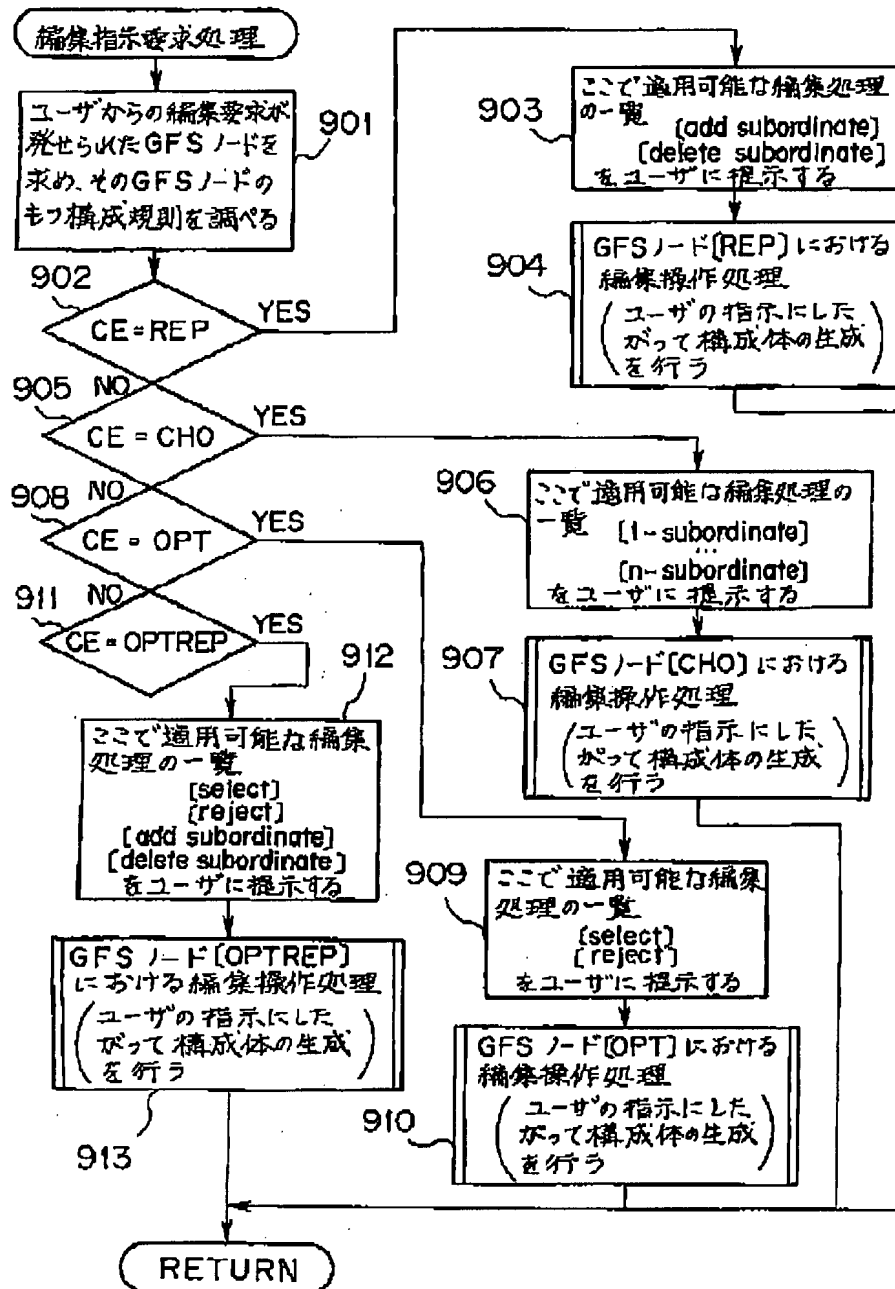 編集指示要求処理
ユーザからの編集要求が
発せられたGFSノードを
求め、そのGFSノードの
もつ構成規則を調べる
901
902
CE=REP
YES
NO
903
ここで適用可能な編集処理
の一覧
[add subordinate]
[delete subordinate]
をユーザに提示する
904
GFSノード[REP]における
編集操作処理
(ユーザの指示にした
がって構成体の生成
を行う)
905
CE=CHO
YES
NO
906
ここで適用可能は編集処理の
一覧
[1-subordinate]
...
[n-subordinate]
をユーザに提示する
907
GFSノード[CHO]における
編集操作処理
(ユーザの指示にした
がって構成体の生成
を行う)
908
CE=OPT
YES
NO
909
ここで適用可能な編集
処理の一覧
[select]
[reject]
をユーザに提示する
910
GFSノード[OPT]における
編集操作処理
(ユーザの指示にした
がって構成体の生成
を行う)
911
CE=OPTREP
YES
912
ここで適用可能な編集
処理の一覧
[select]
[reject]
[add subordinate]
[delete subordinate]
をユーザに提示する
GFSノード[OPTREP]
における編集操作処理
(ユーザの指示にした
がって構成体の生成
を行う)
913
RETURN